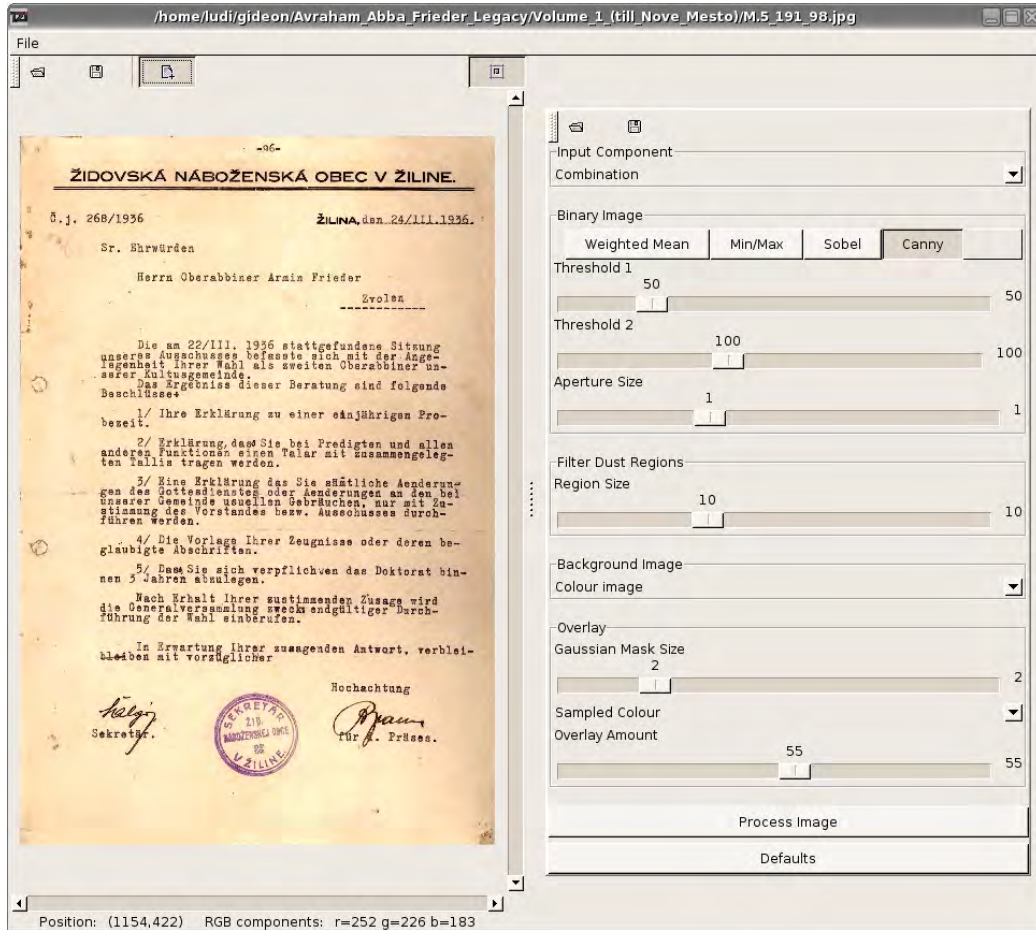 /home/ludi/gideon/Avraham_Abba_Frieder_Legacy/Volume_1_(till_Nove_Mesto)/M.5_191_98.jpg
File
-96-
ŽIDOVSKÁ NÁBOŽENSKÁ OBEC V ŽILINE.
Č.j. 268/1936 ŽILINA, den 24/III.1936.
Sr. Ehrwürden
Herrn Oberabbiner Armin Frieder
Zvolen
Die am 22/III. 1936 stattgefundene Sitzung
unseres Ausschusses befasste sich mit der Ange-
legenheit Ihrer Wahl als zweiten Oberabbiner un-
serer Kultusgemeinde.
Das Ergebniss dieser Beratung sind folgende
Beschlüsse+
1/ Ihre Erklärung zu einer einjährigen Pro-
bezeit.
2/ Erklärung, dass Sie bei Predigten und allen
anderen Funktionen einen Talar mit zusammengeleg-
ten Tallis tragen werden.
3/ Eine Erklärung das Sie sämtliche Aenderun-
gen des Gottesdienstes oder Aenderungen an den bei
unserer Gemeinde usuellen Gebräuchen, nur mit Zu-
stimmung des Vorstandes bezw. Ausschusses durch-
führen werden.
4/ Die Vorlage Ihrer Zeugnisse oder deren be-
glaubigte Abschriften.
5/ Dass Sie sich verpflichten das Doktorat bin-
nen 3 Jahren abzulegen.
Nach Erhalt Ihrer zustimmenden Zusage wird
die Generalversammlung zwecks endgültiger Durch-
führung der Wahl einberufen.
In Erwartung Ihrer zusagenden Antwort, verblei-
bleiben mit vorzüglicher
Hochachtung
Sekretär. für d. Präses.
SEKRETÁR
ŽID.
NÁBOŽENSKEJ OBCE
V ŽILINE
Position: (1154,422) RGB components: r=252 g=226 b=183
Input Component
Combination
Binary Image
Weighted Mean Min/Max Sobel Canny
Threshold 1
50
50
Threshold 2
100
100
Aperture Size
1
1
Filter Dust Regions
Region Size
10
10
Background Image
Colour image
Overlay
Gaussian Mask Size
2
2
Sampled Colour
Overlay Amount
55
55
Process Image
Defaults